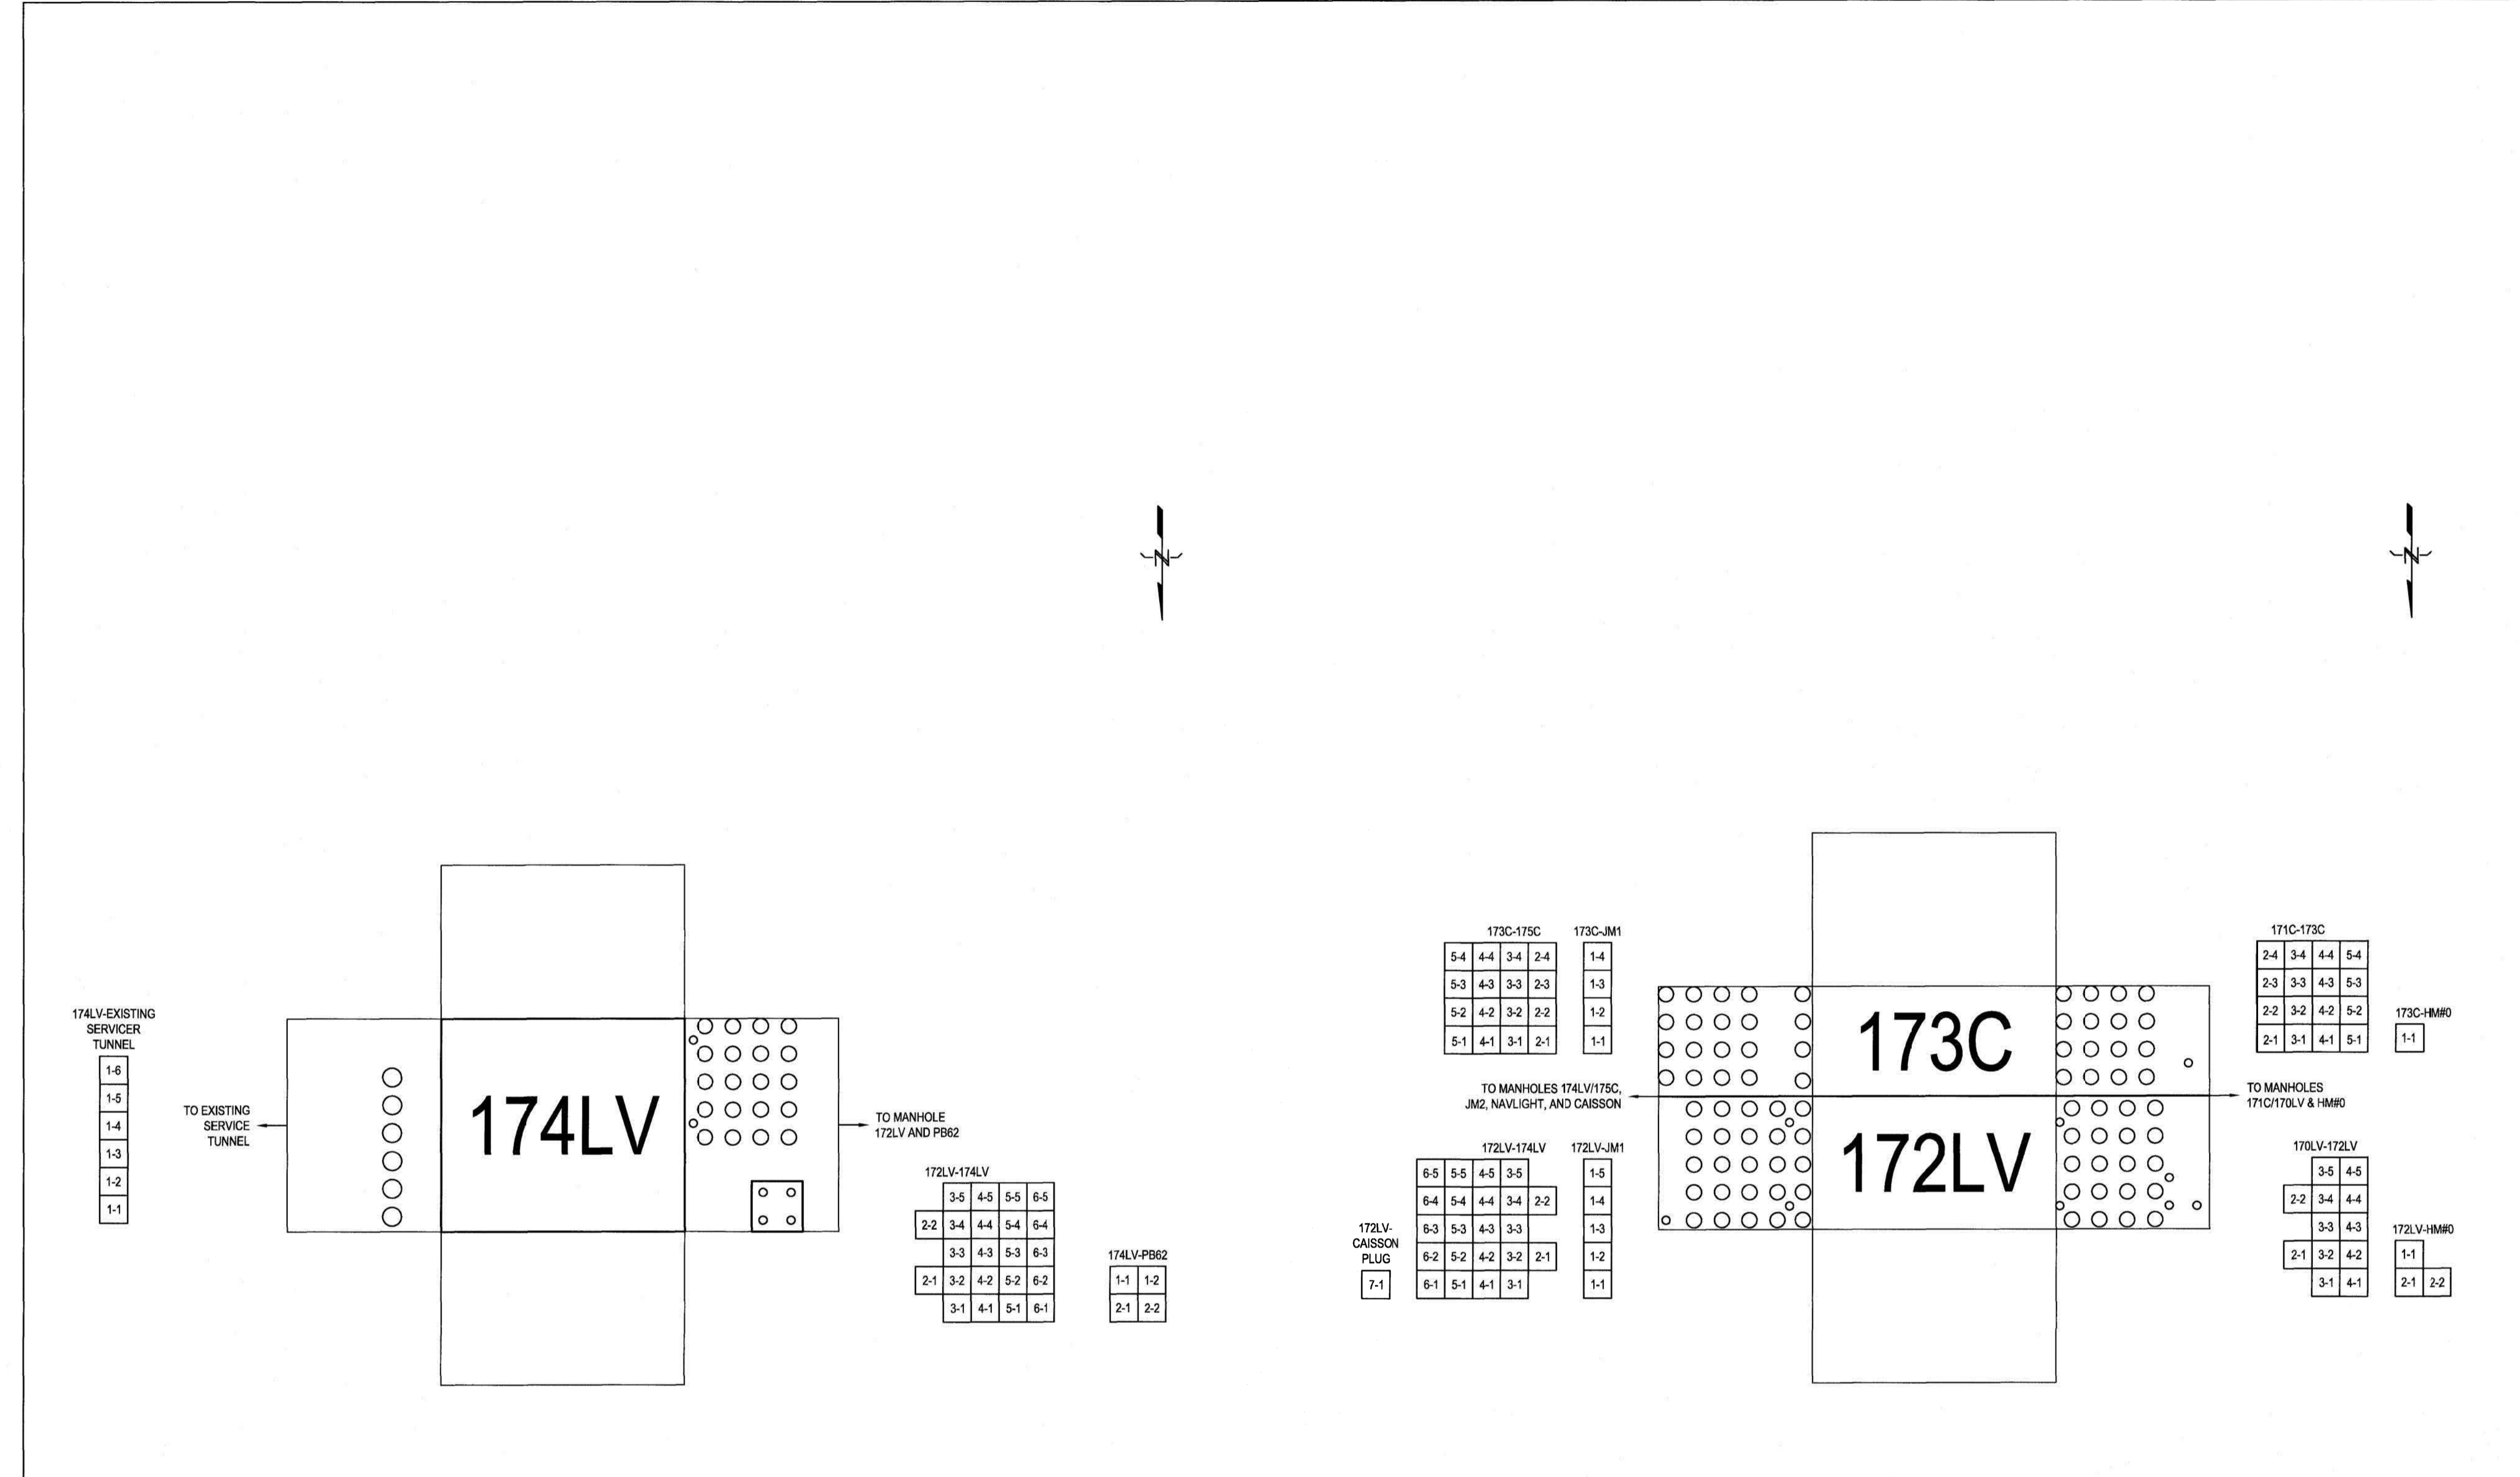 N
N
174LV-EXISTING
SERVICER
TUNNEL
1-6
1-5
1-4
1-3
1-2
1-1
TO EXISTING
SERVICE
TUNNEL
174LV
TO MANHOLE
172LV AND PB62
172LV-174LV
3-5 4-5 5-5 6-5
2-2 3-4 4-4 5-4 6-4
3-3 4-3 5-3 6-3
2-1 3-2 4-2 5-2 6-2
3-1 4-1 5-1 6-1
174LV-PB62
1-1 1-2
2-1 2-2
173C-175C
5-4 4-4 3-4 2-4
5-3 4-3 3-3 2-3
5-2 4-2 3-2 2-2
5-1 4-1 3-1 2-1
173C-JM1
1-4
1-3
1-2
1-1
TO MANHOLES 174LV/175C,
JM2, NAVLIGHT, AND CAISSON
172LV-
CAISSON
PLUG
7-1
172LV-174LV
6-5 5-5 4-5 3-5
6-4 5-4 4-4 3-4 2-2
6-3 5-3 4-3 3-3
6-2 5-2 4-2 3-2 2-1
6-1 5-1 4-1 3-1
172LV-JM1
1-5
1-4
1-3
1-2
1-1
173C
172LV
171C-173C
2-4 3-4 4-4 5-4
2-3 3-3 4-3 5-3
2-2 3-2 4-2 5-2
2-1 3-1 4-1 5-1
173C-HM#0
1-1
TO MANHOLES
171C/170LV & HM#0
170LV-172LV
3-5 4-5
2-2 3-4 4-4
3-3 4-3
2-1 3-2 4-2
3-1 4-1
172LV-HM#0
1-1
2-1 2-2